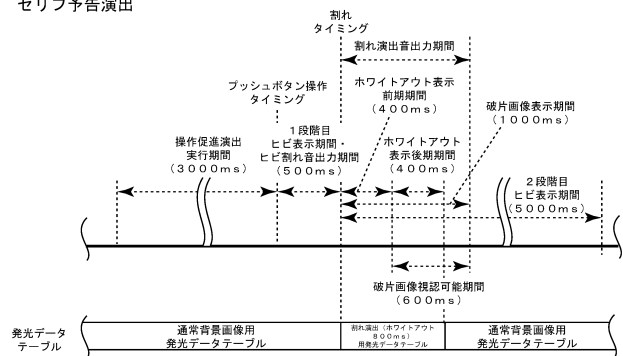 セリフ予告演出
割れ
タイミング
割れ演出音出力期間
プッシュボタン操作
タイミング
ホワイトアウト表示
前期期間
(400ms)
破片画像表示期間
(1000ms)
操作促進演出
実行期間
(3000ms)
1段階目
ヒビ表示期間・
ヒビ割れ音出力期間
(500ms)
ホワイトアウト
表示後期期間
(400ms)
2段階目
ヒビ表示期間
(5000ms)
破片画像視認可能期間
(600ms)
発光データ
テーブル
通常背景画像用
発光データテーブル
割れ演出(ホワイトアウト
800ms)
用発光データテーブル
通常背景画像用
発光データテーブル